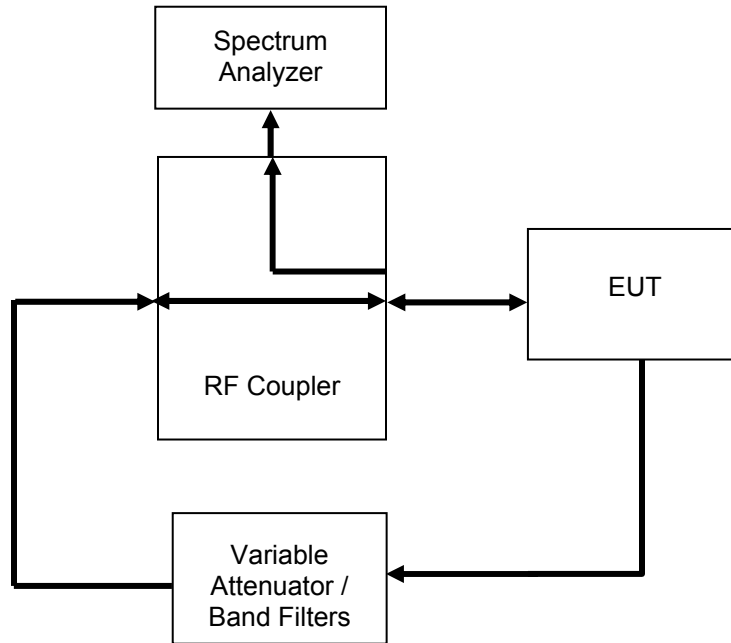 Spectrum
Analyzer
EUT
RF Coupler
Variable
Attenuator /
Band Filters